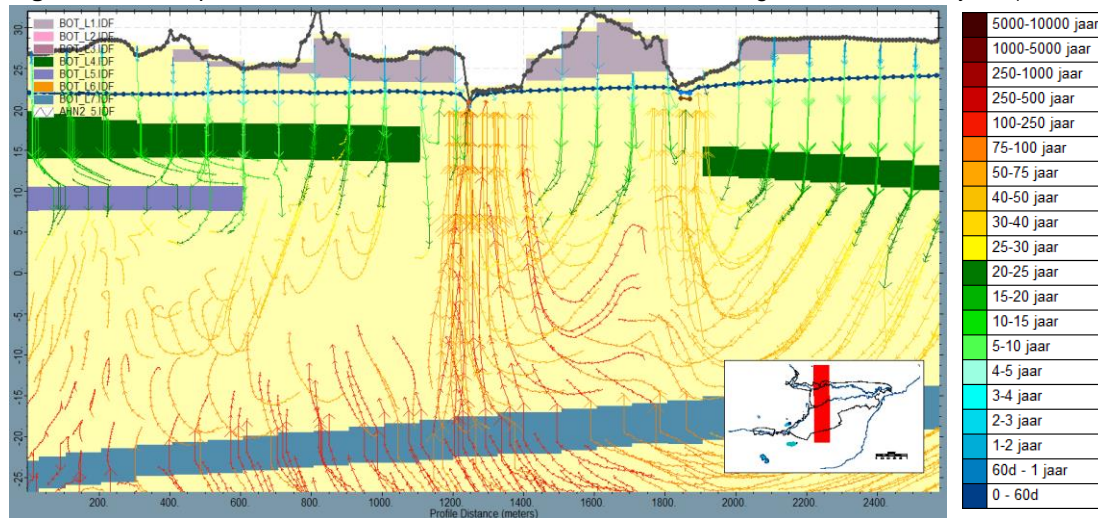 BOT_L1.IDF
BOT_L2.IDF
BOT_L3.IDF
BOT_L4.IDF
BOT_L5.IDF
BOT_L6.IDF
BOT_L7.IDF
AHN2_5.IDF
30.
25.
20.
15.
10.
5.
0.
-5.
-10.
-15.
-20.
-25.
200. 400. 600. 800. 1000. 1200. 1400. 1600. 1800. 2000. 2200. 2400.
Profile Distance (meters)
5000-10000 jaar
1000-5000 jaar
250-1000 jaar
250-500 jaar
100-250 jaar
75-100 jaar
50-75 jaar
40-50 jaar
30-40 jaar
25-30 jaar
20-25 jaar
15-20 jaar
10-15 jaar
5-10 jaar
4-5 jaar
3-4 jaar
2-3 jaar
1-2 jaar
60d - 1 jaar
0 - 60d